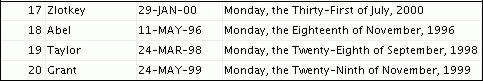 17 Zlotkey 29-JAN-00 Monday, the Thirty-First of July, 2000
18 Abel 11-MAY-96 Monday, the Eighteenth of November, 1996
19 Taylor 24-MAR-98 Monday, the Twenty-Eighth of September, 1998
20 Grant 24-MAY-99 Monday, the Twenty-Ninth of November, 1999